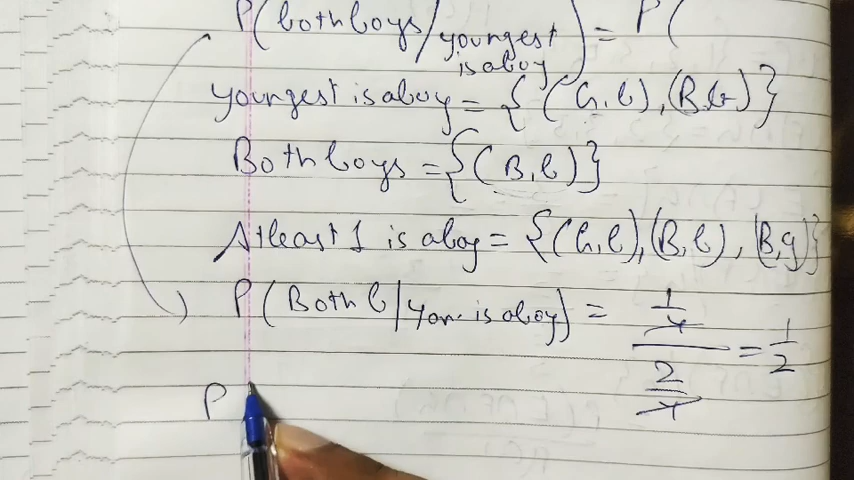 P(both boys/youngest is a boy) = P(
youngest is a boy = {(G,b),(B,b)}
Both boys = {(B,b)}
Atleast 1 is a boy = {(G,b),(B,b),(B,g)}
P(Both b/you. is a boy) = 1/4 / 2/4 = 1/2
P